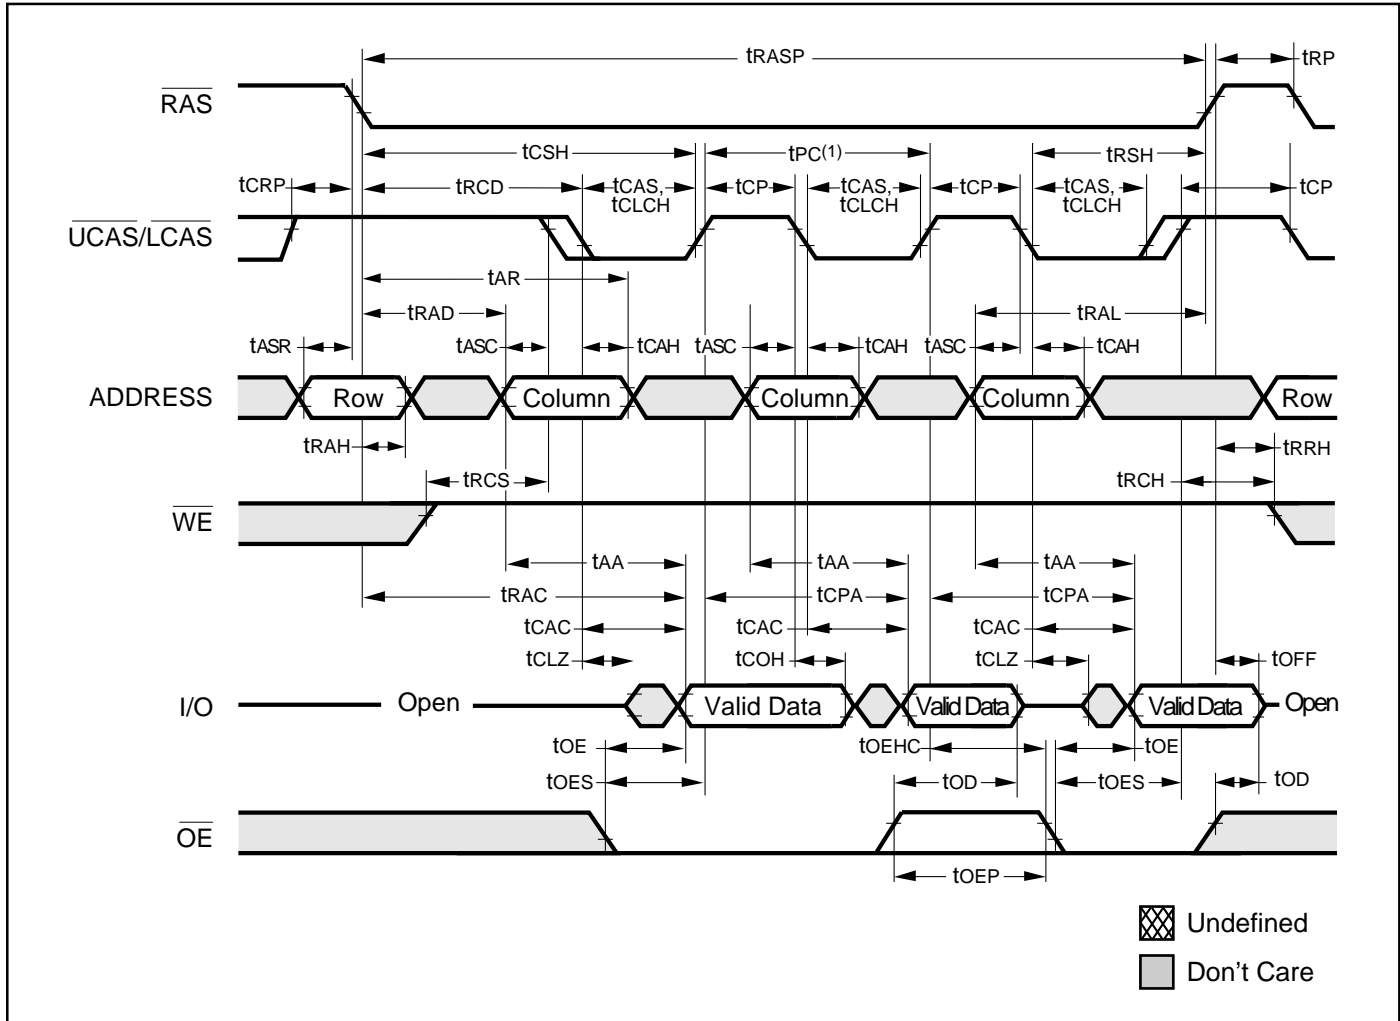 tRASP tRP
RAS
tCSH tPC(1) tRSH
tCRP tRCD tCAS, tCLCH tCP tCAS, tCLCH tCP tCAS, tCLCH tCP
UCAS/LCAS
tAR
tRAD tRAL
tASR tASC tCAH tASC tCAH tASC tCAH
ADDRESS Row Column Column Column Row
tRAH tRRH
tRCS tRCH
WE
tAA tAA tAA
tRAC tCPA tCPA
tCAC tCAC tCAC
tCLZ tCOH tCLZ tOFF
I/O Open Valid Data Valid Data Valid Data Open
tOE tOEHC tOE
tOES tOD tOES tOD
OE
tOEP
Undefined
Don't Care